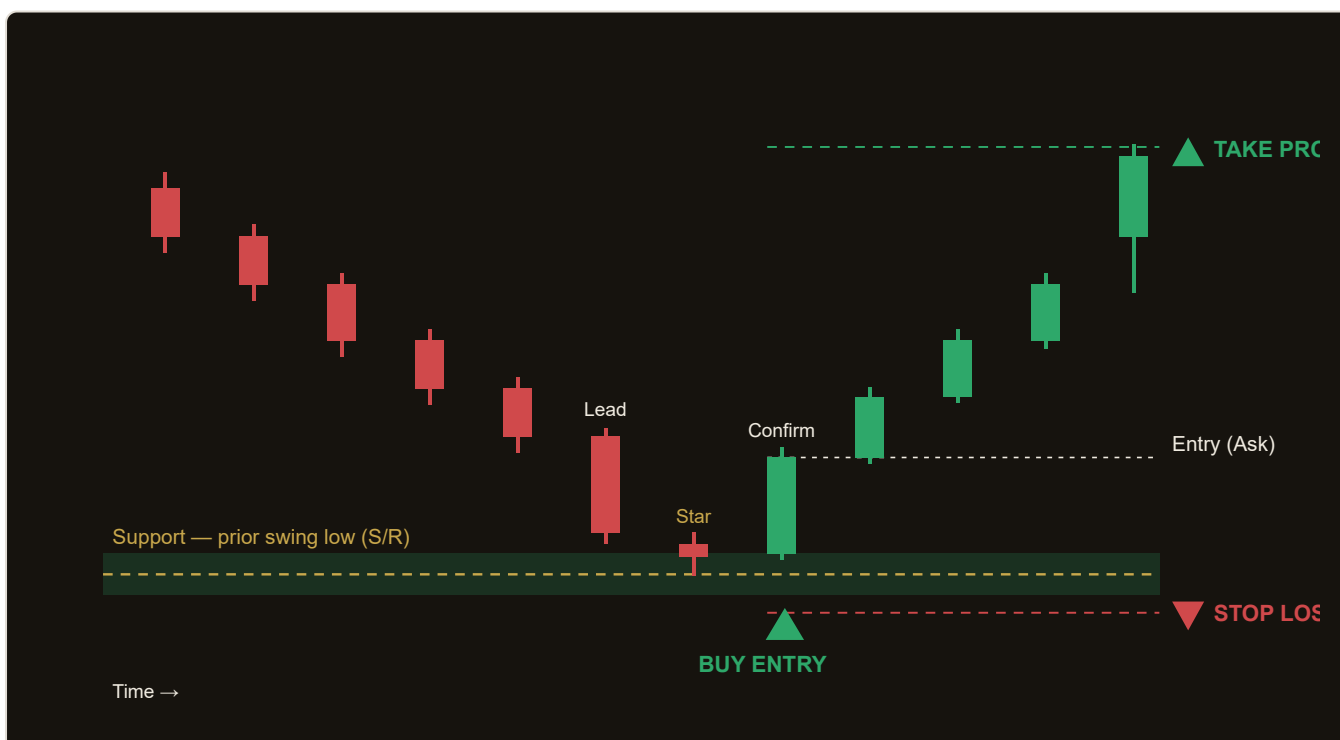 TAKE PRO
Lead
Confirm
Entry (Ask)
Star
Support — prior swing low (S/R)
STOP LOS
BUY ENTRY
Time →